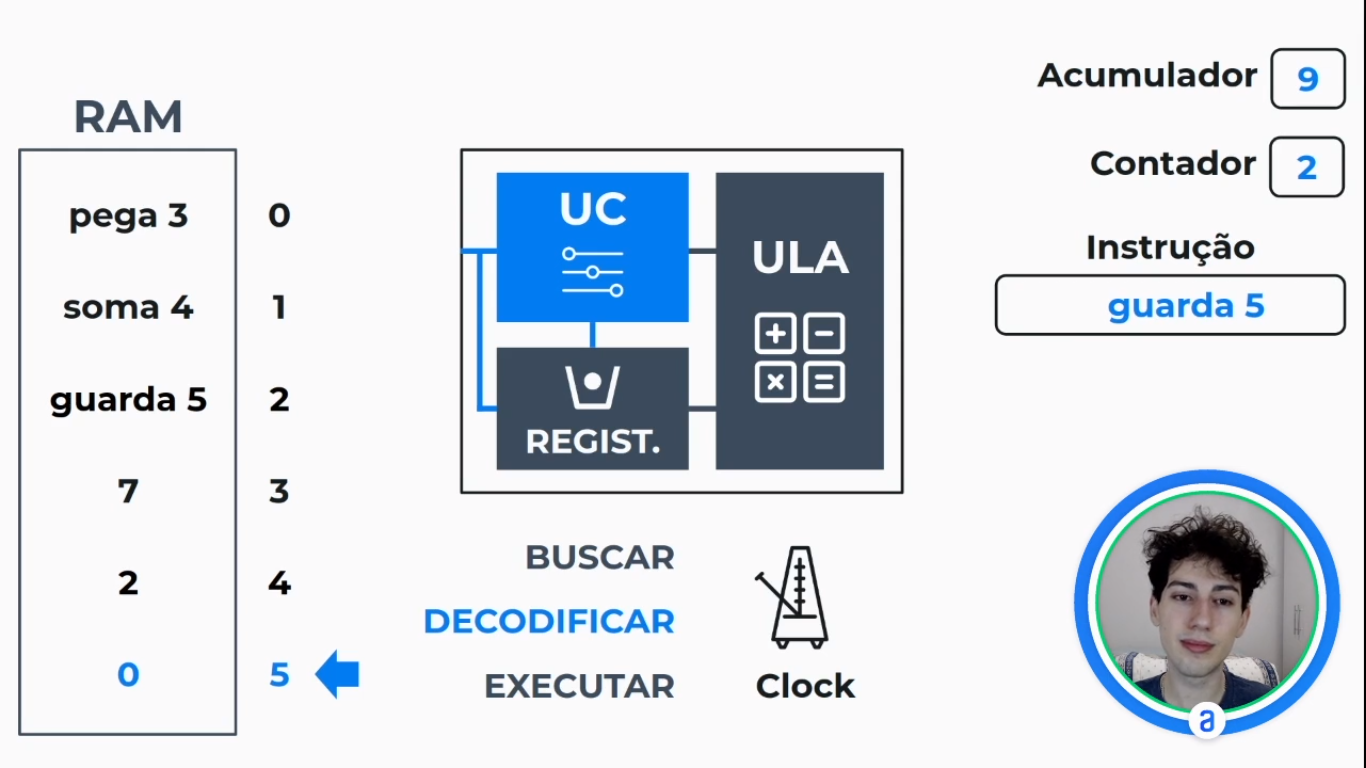 RAM
pega 3 0
soma 4 1
guarda 5 2
7 3
2 4
0 5
UC
REGIST.
ULA
BUSCAR
DECODIFICAR
EXECUTAR
Clock
Acumulador 9
Contador 2
Instrução
guarda 5
a